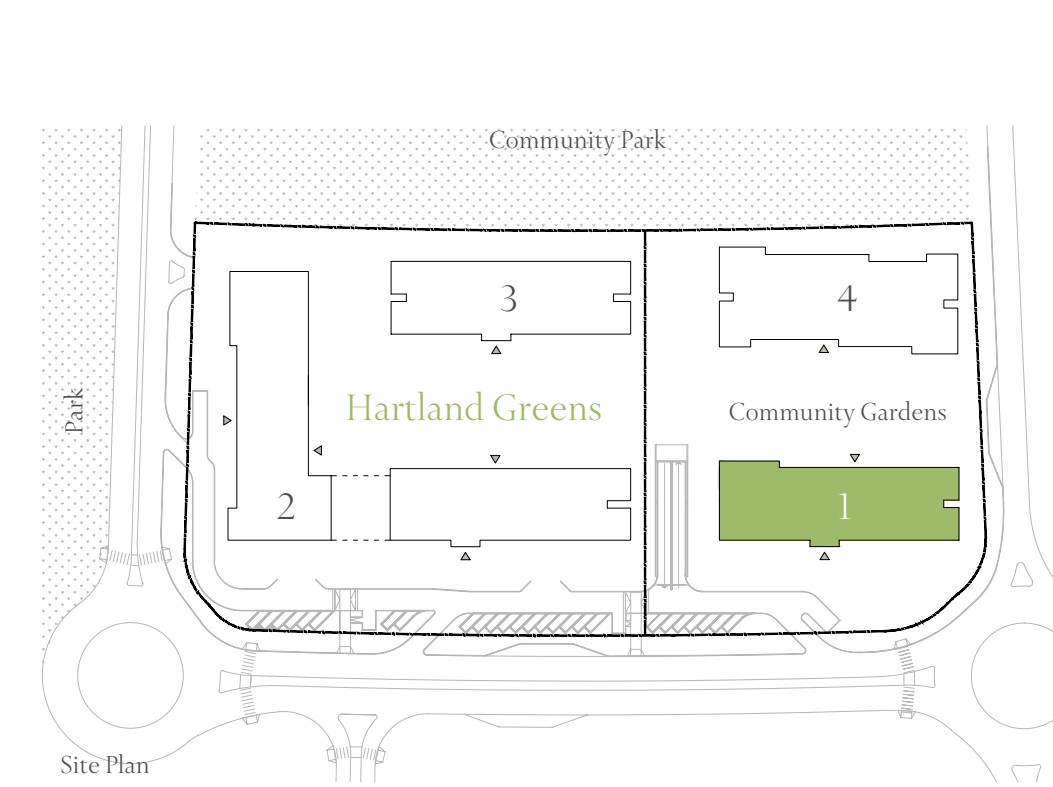 Community Park
3
4
Park
Hartland Greens
Community Gardens
2
1
Site Plan